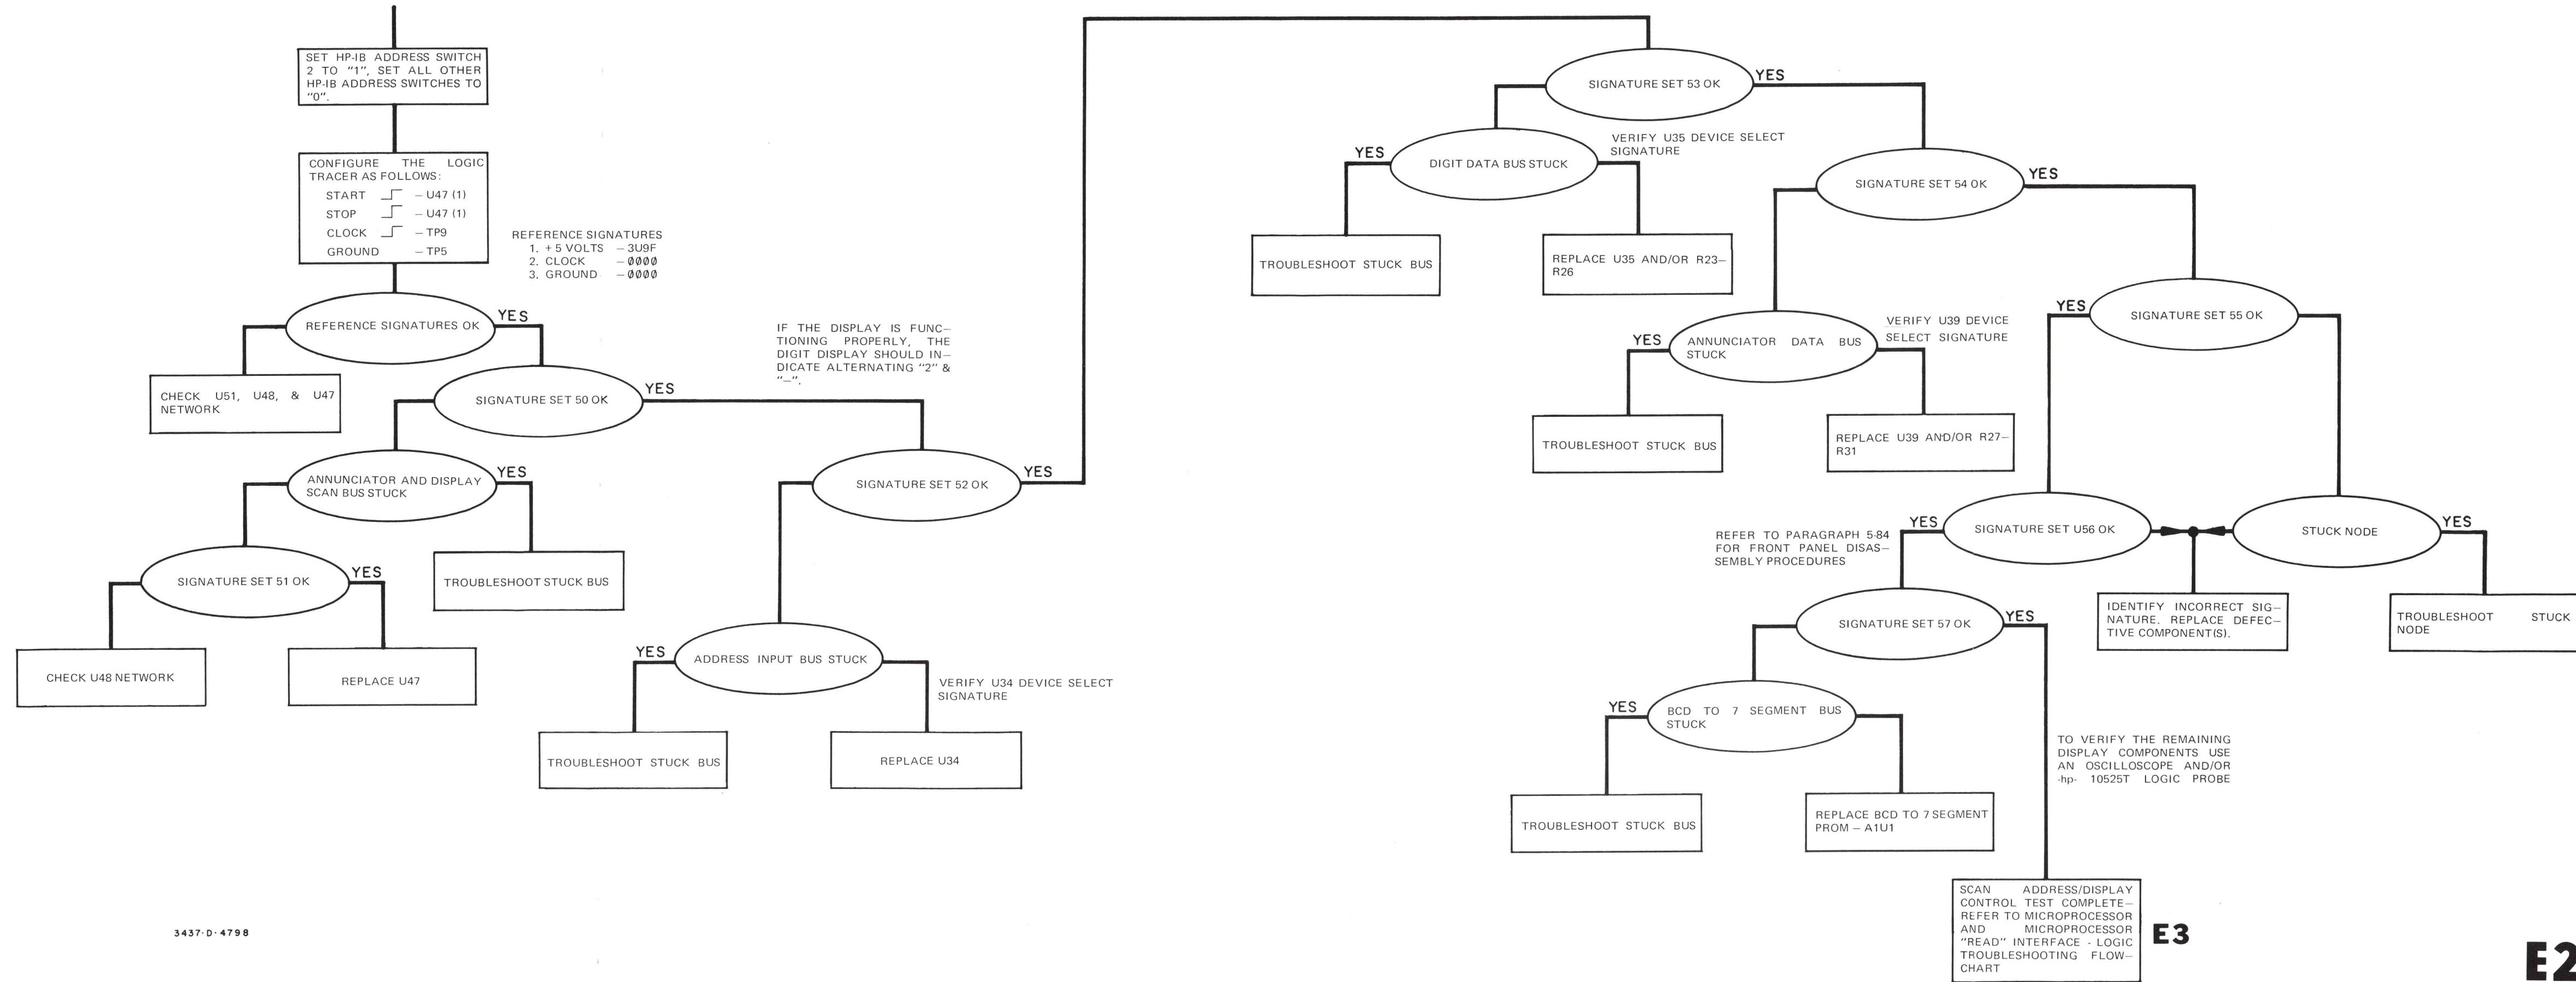 SET HP-IB ADDRESS SWITCH
2 TO "1", SET ALL OTHER
HP-IB ADDRESS SWITCHES TO
"0".
CONFIGURE THE LOGIC
TRACER AS FOLLOWS:
START – U47 (1)
STOP – U47 (1)
CLOCK – TP9
GROUND – TP5
REFERENCE SIGNATURES
1. + 5 VOLTS – 3U9F
2. CLOCK – 0000
3. GROUND – 0000
REFERENCE SIGNATURES OK
YES
CHECK U51, U48, & U47
NETWORK
SIGNATURE SET 50 OK
YES
IF THE DISPLAY IS FUNC–
TIONING PROPERLY, THE
DIGIT DISPLAY SHOULD IN–
DICATE ALTERNATING "2" &
"–".
ANNUNCIATOR AND DISPLAY
SCAN BUS STUCK
YES
SIGNATURE SET 51 OK
YES
TROUBLESHOOT STUCK BUS
CHECK U48 NETWORK
REPLACE U47
SIGNATURE SET 52 OK
YES
ADDRESS INPUT BUS STUCK
YES
VERIFY U34 DEVICE SELECT
SIGNATURE
TROUBLESHOOT STUCK BUS
REPLACE U34
SIGNATURE SET 53 OK
YES
DIGIT DATA BUS STUCK
YES
VERIFY U35 DEVICE SELECT
SIGNATURE
TROUBLESHOOT STUCK BUS
REPLACE U35 AND/OR R23–
R26
SIGNATURE SET 54 OK
YES
ANNUNCIATOR DATA BUS
STUCK
YES
VERIFY U39 DEVICE
SELECT SIGNATURE
TROUBLESHOOT STUCK BUS
REPLACE U39 AND/OR R27–
R31
SIGNATURE SET 55 OK
YES
SIGNATURE SET U56 OK
YES
REFER TO PARAGRAPH 5-84
FOR FRONT PANEL DISAS–
SEMBLY PROCEDURES
STUCK NODE
YES
IDENTIFY INCORRECT SIG–
NATURE. REPLACE DEFEC–
TIVE COMPONENT(S).
TROUBLESHOOT STUCK
NODE
SIGNATURE SET 57 OK
YES
BCD TO 7 SEGMENT BUS
STUCK
YES
TROUBLESHOOT STUCK BUS
REPLACE BCD TO 7 SEGMENT
PROM – A1U1
TO VERIFY THE REMAINING
DISPLAY COMPONENTS USE
AN OSCILLOSCOPE AND/OR
-hp- 10525T LOGIC PROBE
SCAN ADDRESS/DISPLAY
CONTROL TEST COMPLETE–
REFER TO MICROPROCESSOR
AND MICROPROCESSOR
"READ" INTERFACE - LOGIC
TROUBLESHOOTING FLOW–
CHART
E3
3437-D-4798
E2